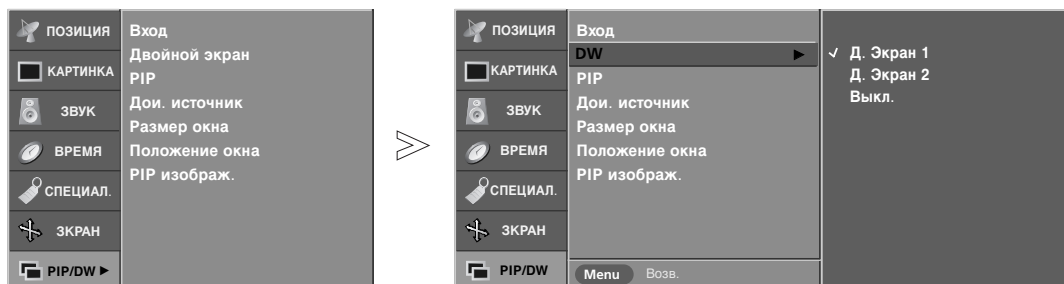 ПОЗИЦИЯ
КАРТИНКА
ЗВУК
ВРЕМЯ
СПЕЦИАЛ.
ЗКРАН
PIP/DW ►
Вход
Двойной экран
PIP
Дои. источник
Размер окна
Положение окна
PIP изображ.
ПОЗИЦИЯ
КАРТИНКА
ЗВУК
ВРЕМЯ
СПЕЦИАЛ.
ЗКРАН
PIP/DW
Вход
DW ►
PIP
Дои. источник
Размер окна
Положение окна
PIP изображ.
Menu Возв.
✓ Д. Экран 1
Д. Экран 2
Выкл.